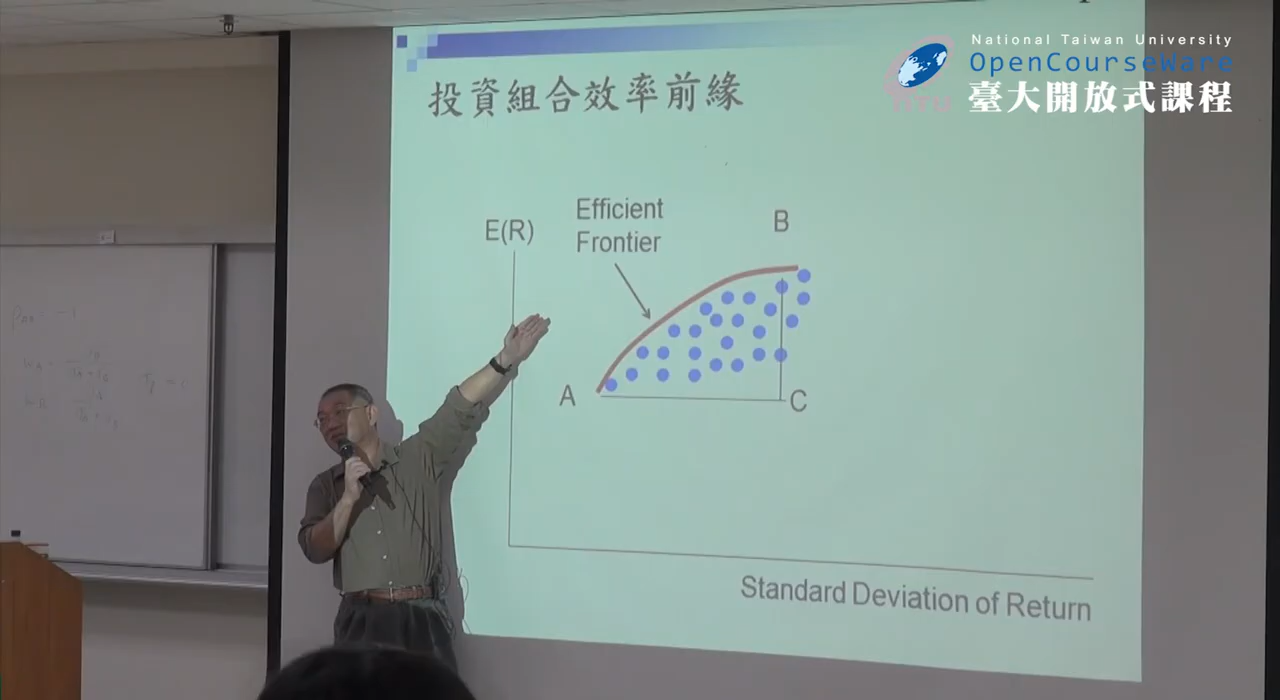 National Taiwan University
OpenCourseWare
臺大開放式課程
NTU
投資組合效率前緣
Efficient
Frontier
E(R)
B
A
C
Standard Deviation of Return